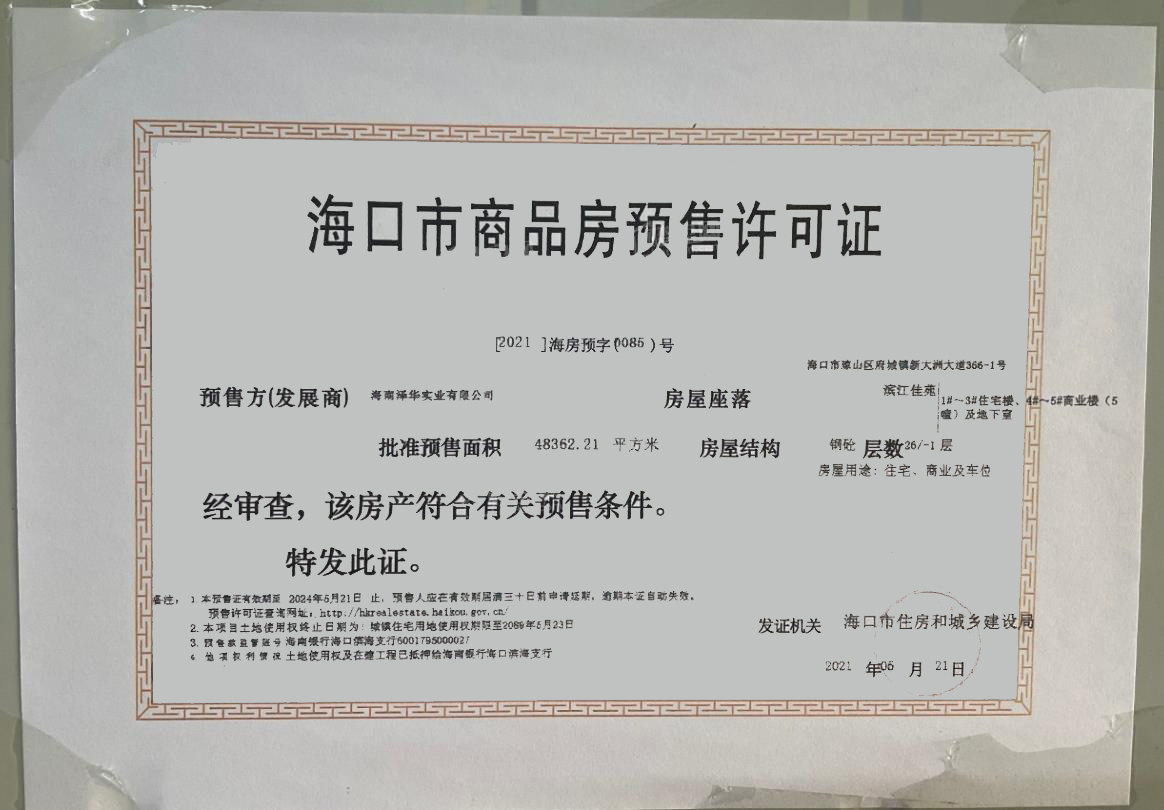 海口市商品房预售许可证
[2021 ]海房预字(0085 )号
海口市琼山区府城镇新大洲大道366-1号
预售方(发展商) 海南泽华实业有限公司 房屋座落 滨江佳苑 1#~3#住宅楼、4#~5#商业楼（5
幢）及地下室
批准预售面积 48362.21 平方米 房屋结构 钢砼 层数 26/-1 层
房屋用途：住宅、商业及车位
经审查，该房产符合有关预售条件。
特发此证。
备注：1.本预售证有效期至 2024年5月21日 止，预售人应在有效期届满三十日前申请延期，逾期本证自动失效。
预售许可证查询网址：http://hkrealestate.haikou.gov.cn/
2.本项目土地使用权终止日期为：城镇住宅用地使用权期限至2089年5月23日
3.预售款监管账号 海南银行海口滨海支行6001795000027
4 他项权利情况 土地使用权及在建工程已抵押给海南银行海口滨海支行
发证机关 海口市住房和城乡建设局
2021 年05 月 21日